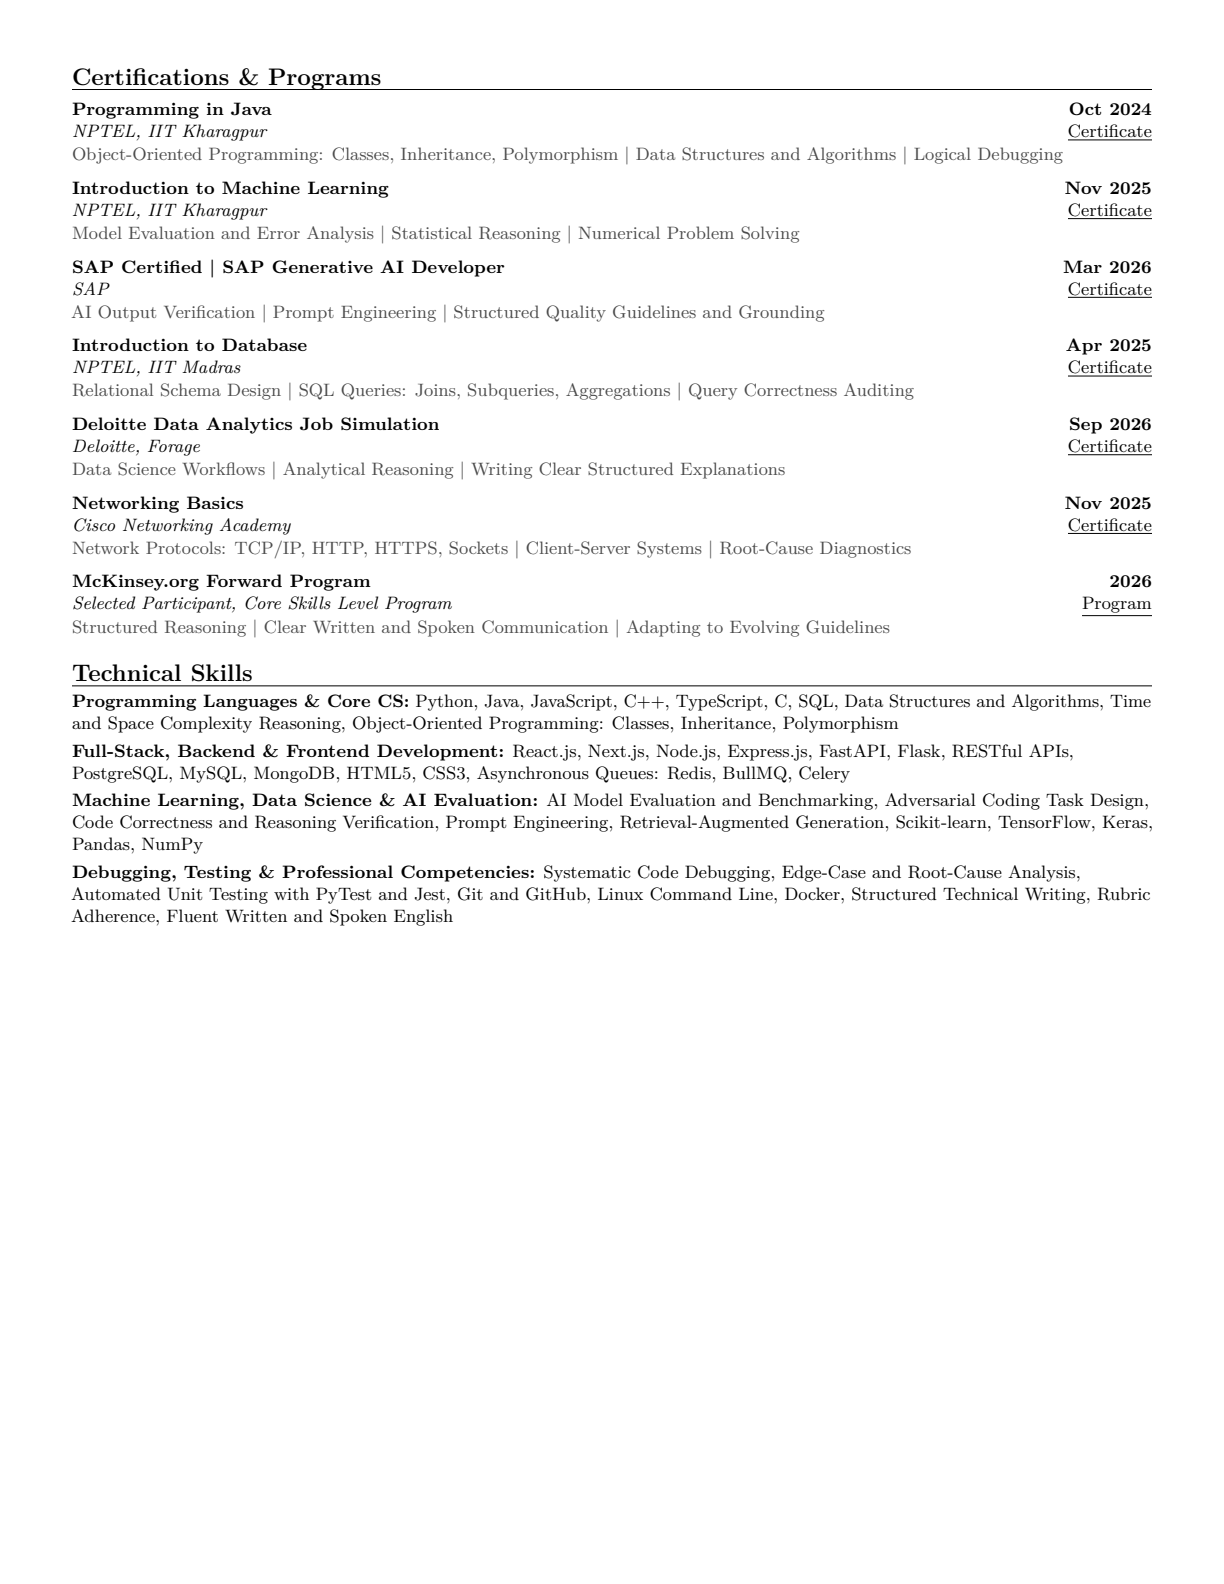 Certifications & Programs
Programming in Java Oct 2024
NPTEL, IIT Kharagpur Certificate
Object-Oriented Programming: Classes, Inheritance, Polymorphism | Data Structures and Algorithms | Logical Debugging
Introduction to Machine Learning Nov 2025
NPTEL, IIT Kharagpur Certificate
Model Evaluation and Error Analysis | Statistical Reasoning | Numerical Problem Solving
SAP Certified | SAP Generative AI Developer Mar 2026
SAP Certificate
AI Output Verification | Prompt Engineering | Structured Quality Guidelines and Grounding
Introduction to Database Apr 2025
NPTEL, IIT Madras Certificate
Relational Schema Design | SQL Queries: Joins, Subqueries, Aggregations | Query Correctness Auditing
Deloitte Data Analytics Job Simulation Sep 2026
Deloitte, Forage Certificate
Data Science Workflows | Analytical Reasoning | Writing Clear Structured Explanations
Networking Basics Nov 2025
Cisco Networking Academy Certificate
Network Protocols: TCP/IP, HTTP, HTTPS, Sockets | Client-Server Systems | Root-Cause Diagnostics
McKinsey.org Forward Program 2026
Selected Participant, Core Skills Level Program Program
Structured Reasoning | Clear Written and Spoken Communication | Adapting to Evolving Guidelines
Technical Skills
Programming Languages & Core CS: Python, Java, JavaScript, C++, TypeScript, C, SQL, Data Structures and Algorithms, Time
and Space Complexity Reasoning, Object-Oriented Programming: Classes, Inheritance, Polymorphism
Full-Stack, Backend & Frontend Development: React.js, Next.js, Node.js, Express.js, FastAPI, Flask, RESTful APIs,
PostgreSQL, MySQL, MongoDB, HTML5, CSS3, Asynchronous Queues: Redis, BullMQ, Celery
Machine Learning, Data Science & AI Evaluation: AI Model Evaluation and Benchmarking, Adversarial Coding Task Design,
Code Correctness and Reasoning Verification, Prompt Engineering, Retrieval-Augmented Generation, Scikit-learn, TensorFlow, Keras,
Pandas, NumPy
Debugging, Testing & Professional Competencies: Systematic Code Debugging, Edge-Case and Root-Cause Analysis,
Automated Unit Testing with PyTest and Jest, Git and GitHub, Linux Command Line, Docker, Structured Technical Writing, Rubric
Adherence, Fluent Written and Spoken English